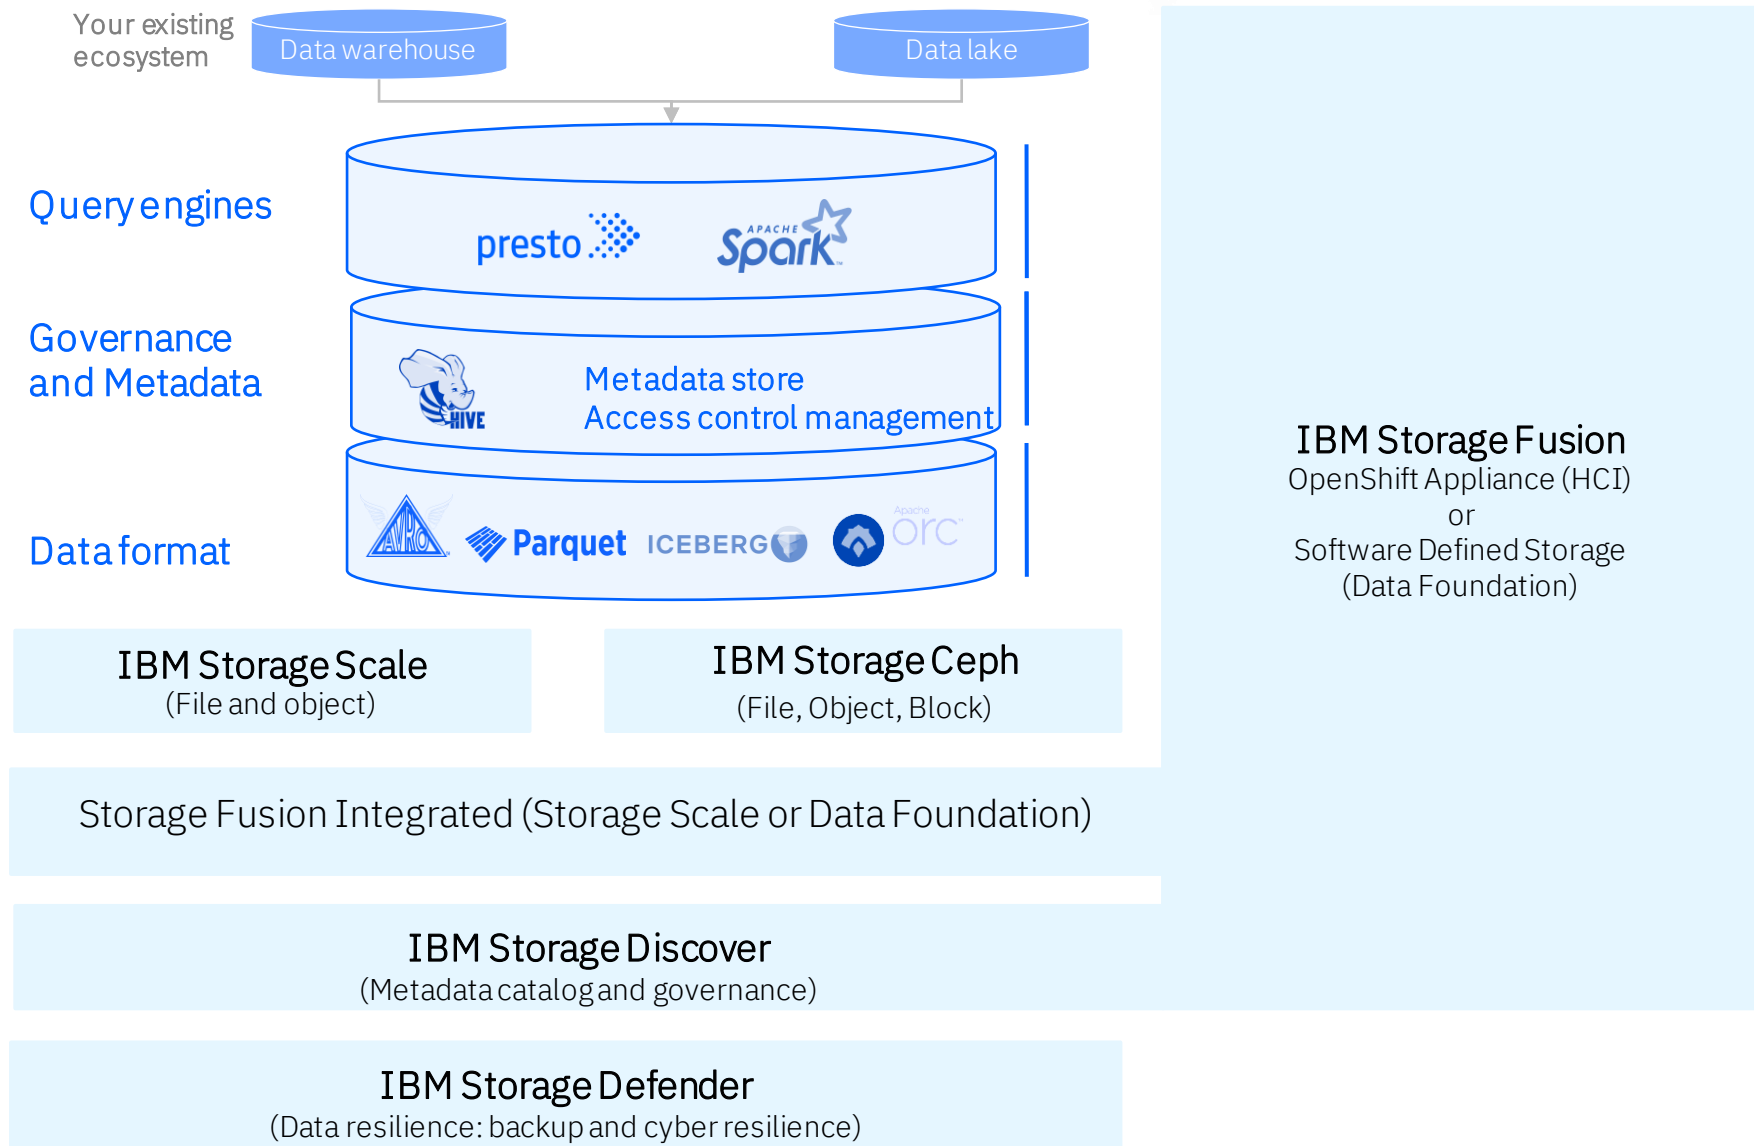 Your existing
ecosystem
Data warehouse
Data lake
Query engines
presto
APACHE
Spark™
Governance
and Metadata
HIVE
Metadata store
Access control management
Data format
AVRO
Parquet
ICEBERG
Apache
orc™
IBM Storage Fusion
OpenShift Appliance (HCI)
or
Software Defined Storage
(Data Foundation)
IBM Storage Scale
(File and object)
IBM Storage Ceph
(File, Object, Block)
Storage Fusion Integrated (Storage Scale or Data Foundation)
IBM Storage Discover
(Metadata catalog and governance)
IBM Storage Defender
(Data resilience: backup and cyber resilience)